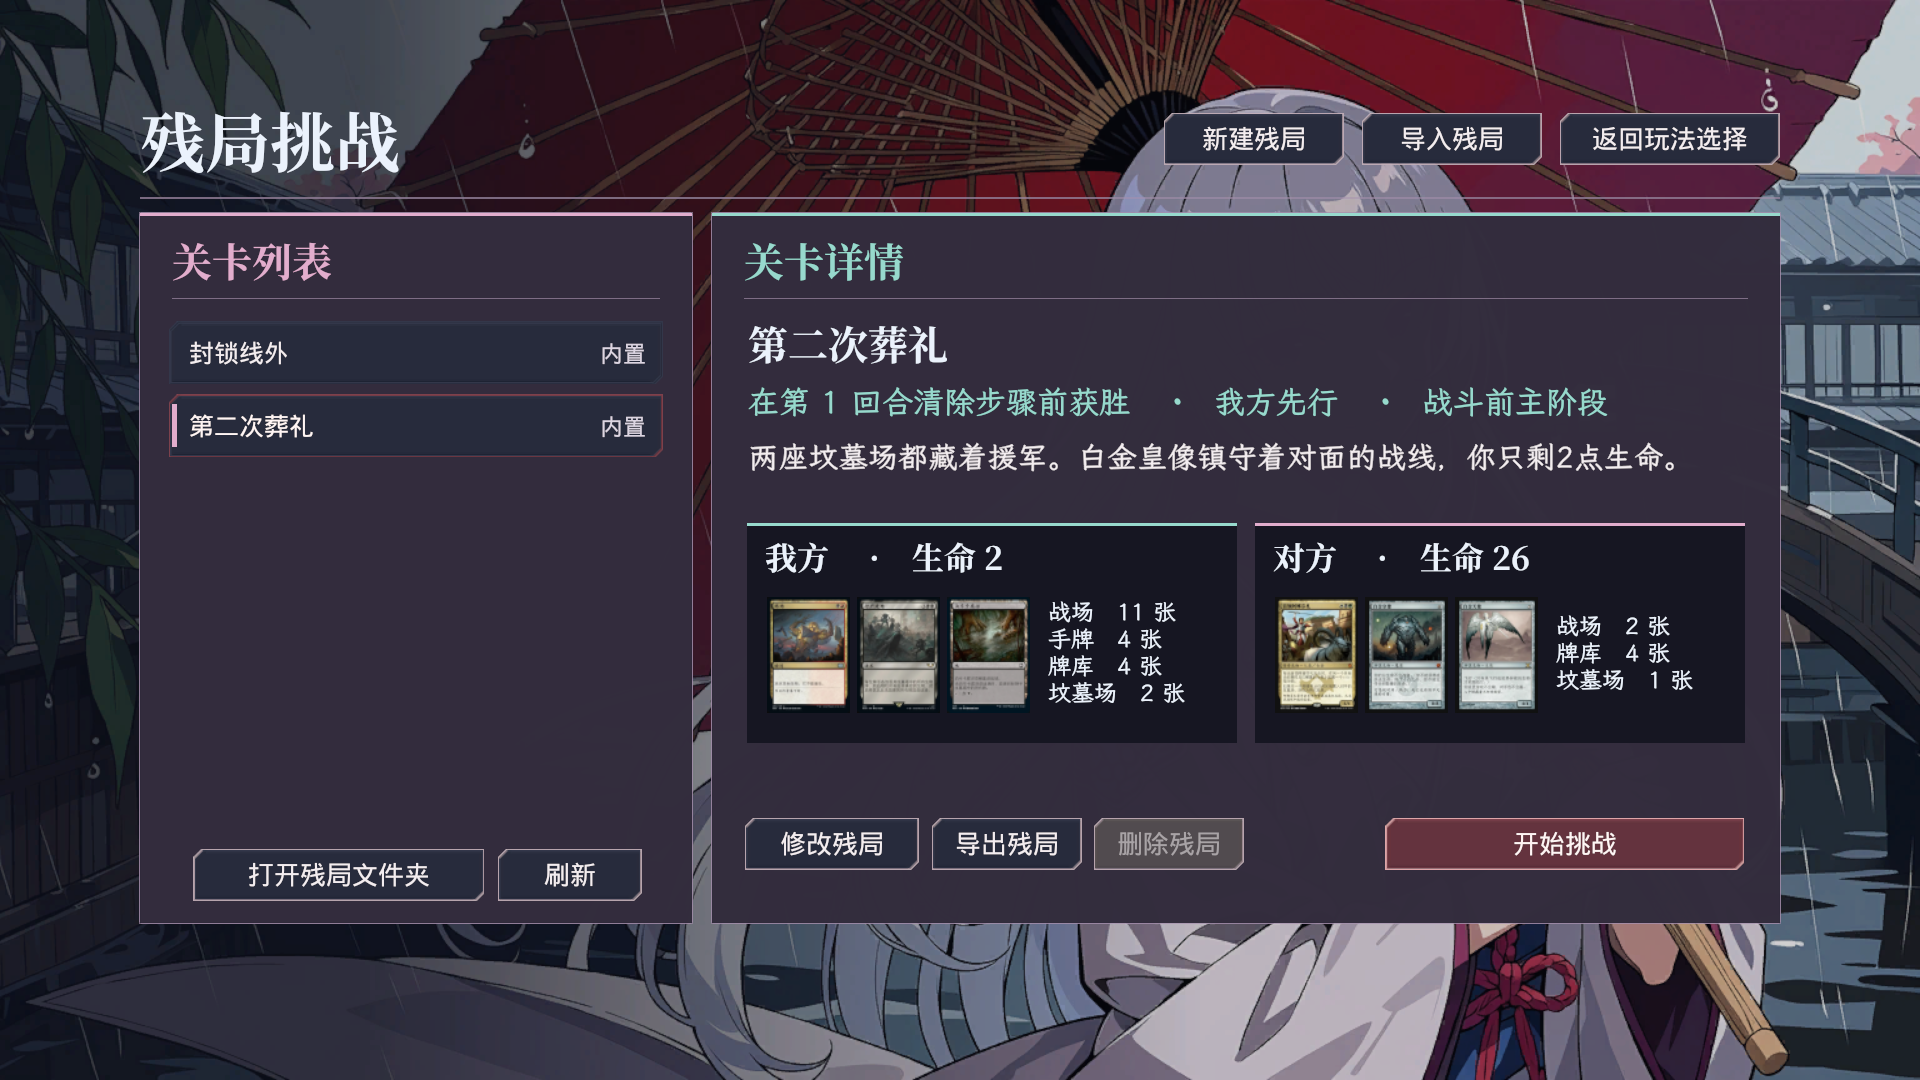 残局挑战
新建残局
导入残局
返回玩法选择
关卡列表
封锁线外 内置
第二次葬礼 内置
打开残局文件夹
刷新
关卡详情
第二次葬礼
在第 1 回合清除步骤前获胜 · 我方先行 · 战斗前主阶段
两座坟墓场都藏着援军。白金皇像镇守着对面的战线，你只剩2点生命。
我方 · 生命 2
战场 11 张
手牌 4 张
牌库 4 张
坟墓场 2 张
对方 · 生命 26
战场 2 张
牌库 4 张
坟墓场 1 张
修改残局
导出残局
删除残局
开始挑战